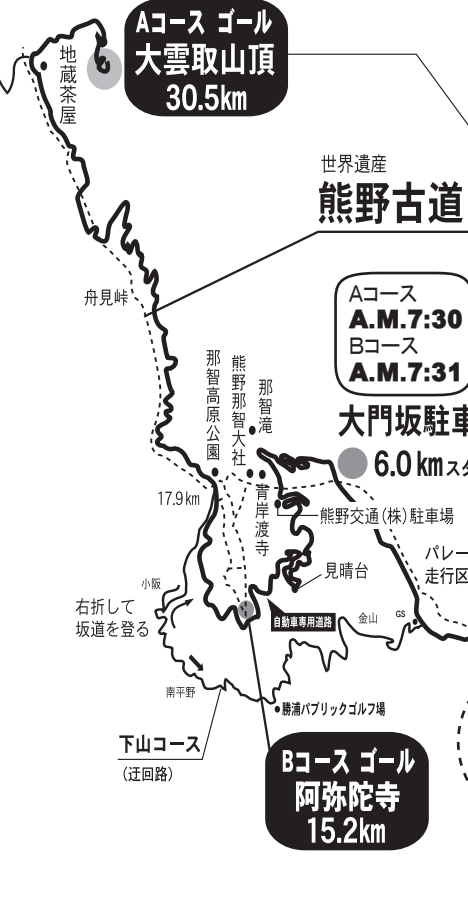 Aコース ゴール
大雲取山頂
30.5km
地蔵茶屋
世界遺産
熊野古道
舟見峠
Aコース
A.M.7:30
Bコース
A.M.7:31
那智高原公園
熊野那智大社
那智滝
大門坂駐車
6.0kmスタ
青岸渡寺
17.9km
熊野交通(株)駐車場
パレー
走行区
見晴台
小阪
右折して
坂道を登る
自動車専用道路
金山
GS
南平野
勝浦パブリックゴルフ場
下山コース
(迂回路)
Bコース ゴール
阿弥陀寺
15.2km